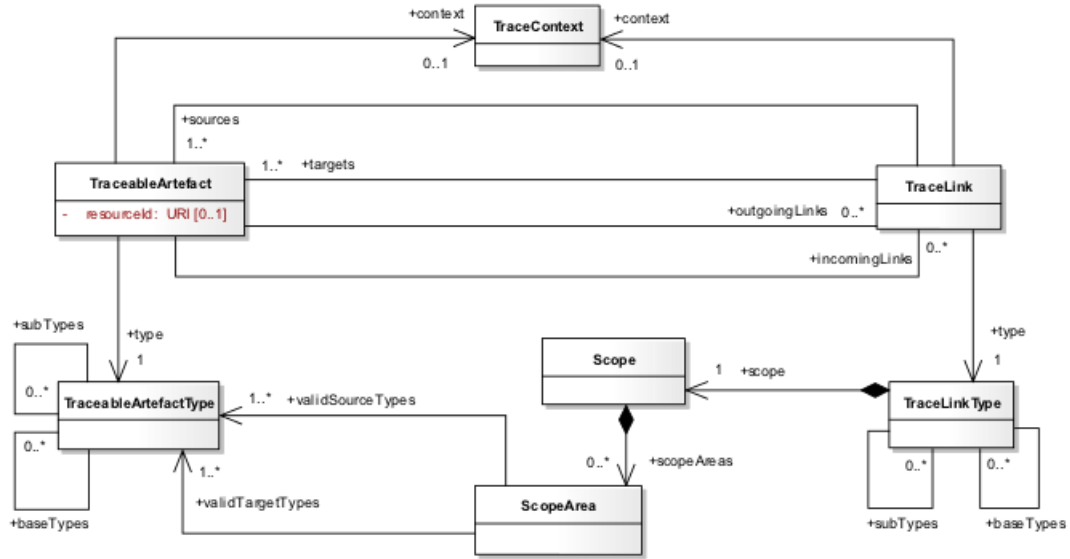 +context
TraceContext
+context
0..1
0..1
+sources
1..*
1..*
+targets
TraceableArtefact
TraceLink
- resourceId: URI [0..1]
+outgoingLinks
0..*
0..*
+incomingLinks
+subTypes
+type
+type
1
1
0..*
Scope
1
+scope
TraceableArtefactType
1..*
+validSourceTypes
TraceLinkType
0..*
0..*
+scopeAreas
0..*
0..*
1..*
+validTargetTypes
ScopeArea
+baseTypes
+subTypes
+baseTypes